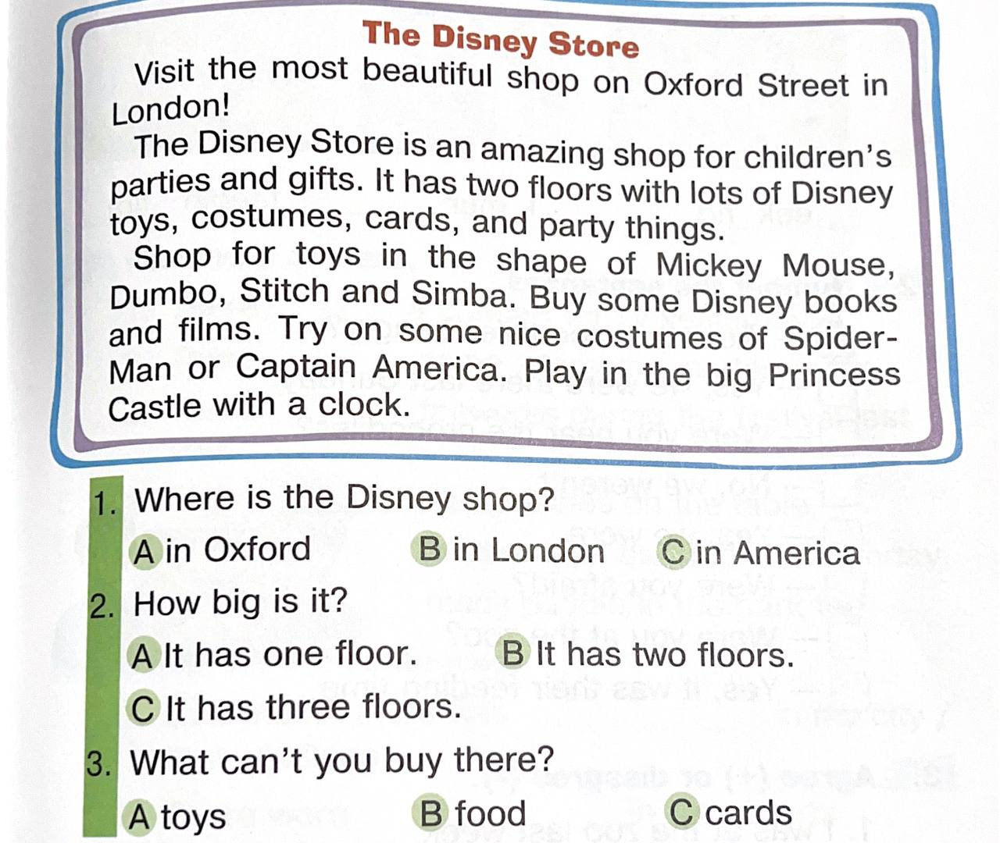 The Disney Store
Visit the most beautiful shop on Oxford Street in
London!
The Disney Store is an amazing shop for children's
parties and gifts. It has two floors with lots of Disney
toys, costumes, cards, and party things.
Shop for toys in the shape of Mickey Mouse,
Dumbo, Stitch and Simba. Buy some Disney books
and films. Try on some nice costumes of Spider-
Man or Captain America. Play in the big Princess
Castle with a clock.
1. Where is the Disney shop?
A in Oxford B in London C in America
2. How big is it?
A It has one floor. B It has two floors.
C It has three floors.
3. What can't you buy there?
A toys B food C cards